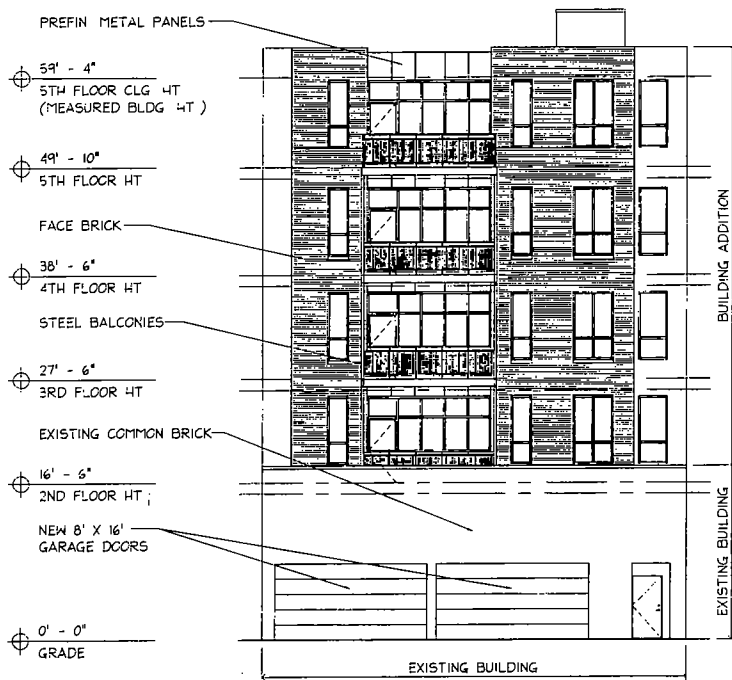 PREFIN METAL PANELS
59' - 4"
5TH FLOOR CLG HT
(MEASURED BLDG HT )
49' - 10"
5TH FLOOR HT
FACE BRICK
38' - 6"
4TH FLOOR HT
STEEL BALCONIES
27' - 6"
3RD FLOOR HT
EXISTING COMMON BRICK
16' - 6"
2ND FLOOR HT
NEW 8' X 16'
GARAGE DOORS
0' - 0"
GRADE
BUILDING ADDITION
EXISTING BUILDING
EXISTING BUILDING